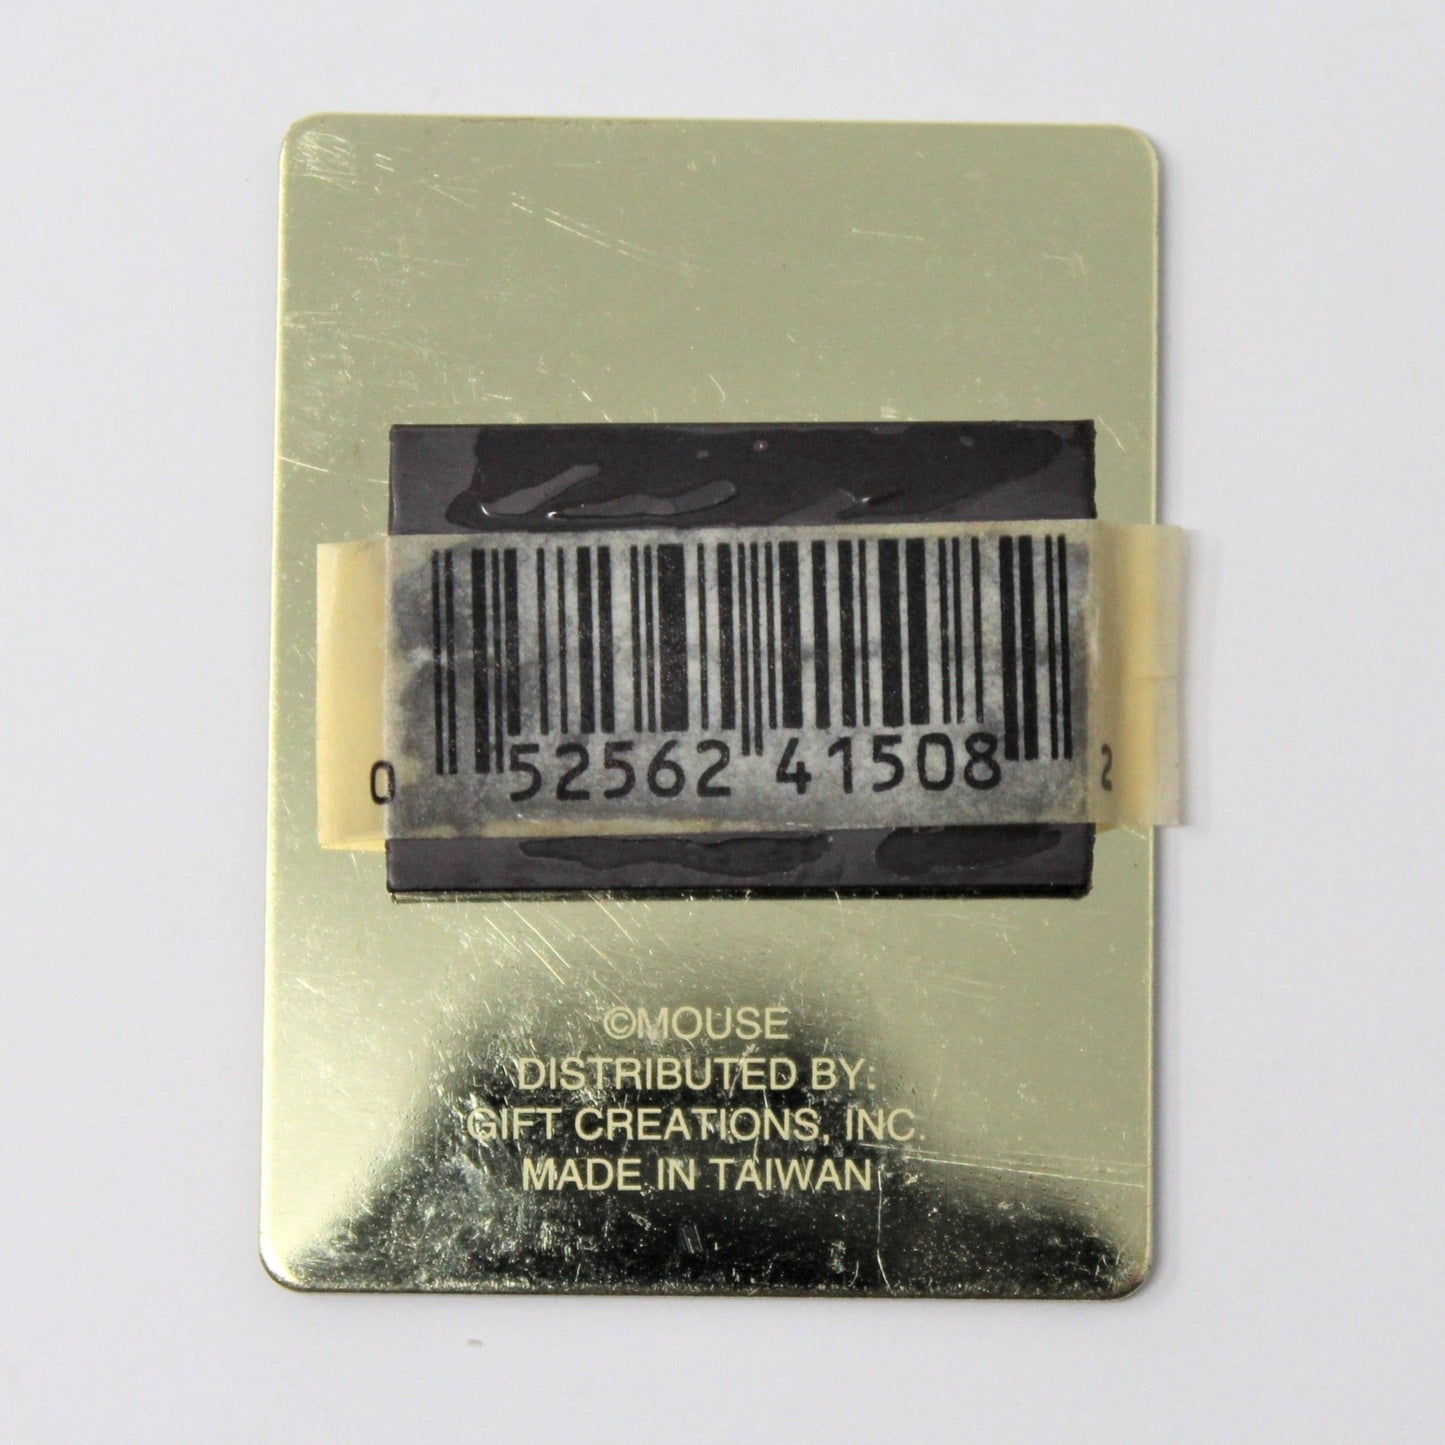 0 52562 41508 2
©MOUSE
DISTRIBUTED BY:
GIFT CREATIONS, INC.
MADE IN TAIWAN